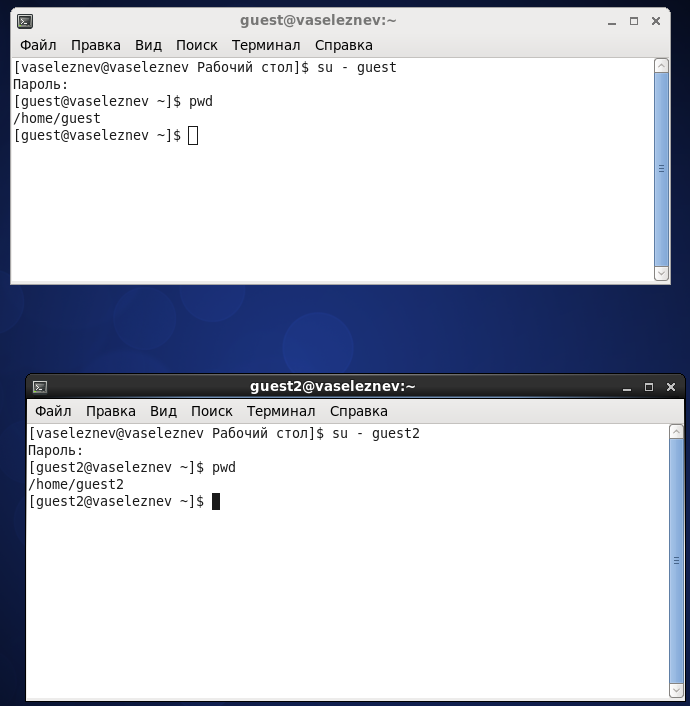 guest@vaseleznev:~
Файл Правка Вид Поиск Терминал Справка
[vaseleznev@vaseleznev Рабочий стол]$ su - guest
Пароль:
[guest@vaseleznev ~]$ pwd
/home/guest
[guest@vaseleznev ~]$
guest2@vaseleznev:~
Файл Правка Вид Поиск Терминал Справка
[vaseleznev@vaseleznev Рабочий стол]$ su - guest2
Пароль:
[guest2@vaseleznev ~]$ pwd
/home/guest2
[guest2@vaseleznev ~]$